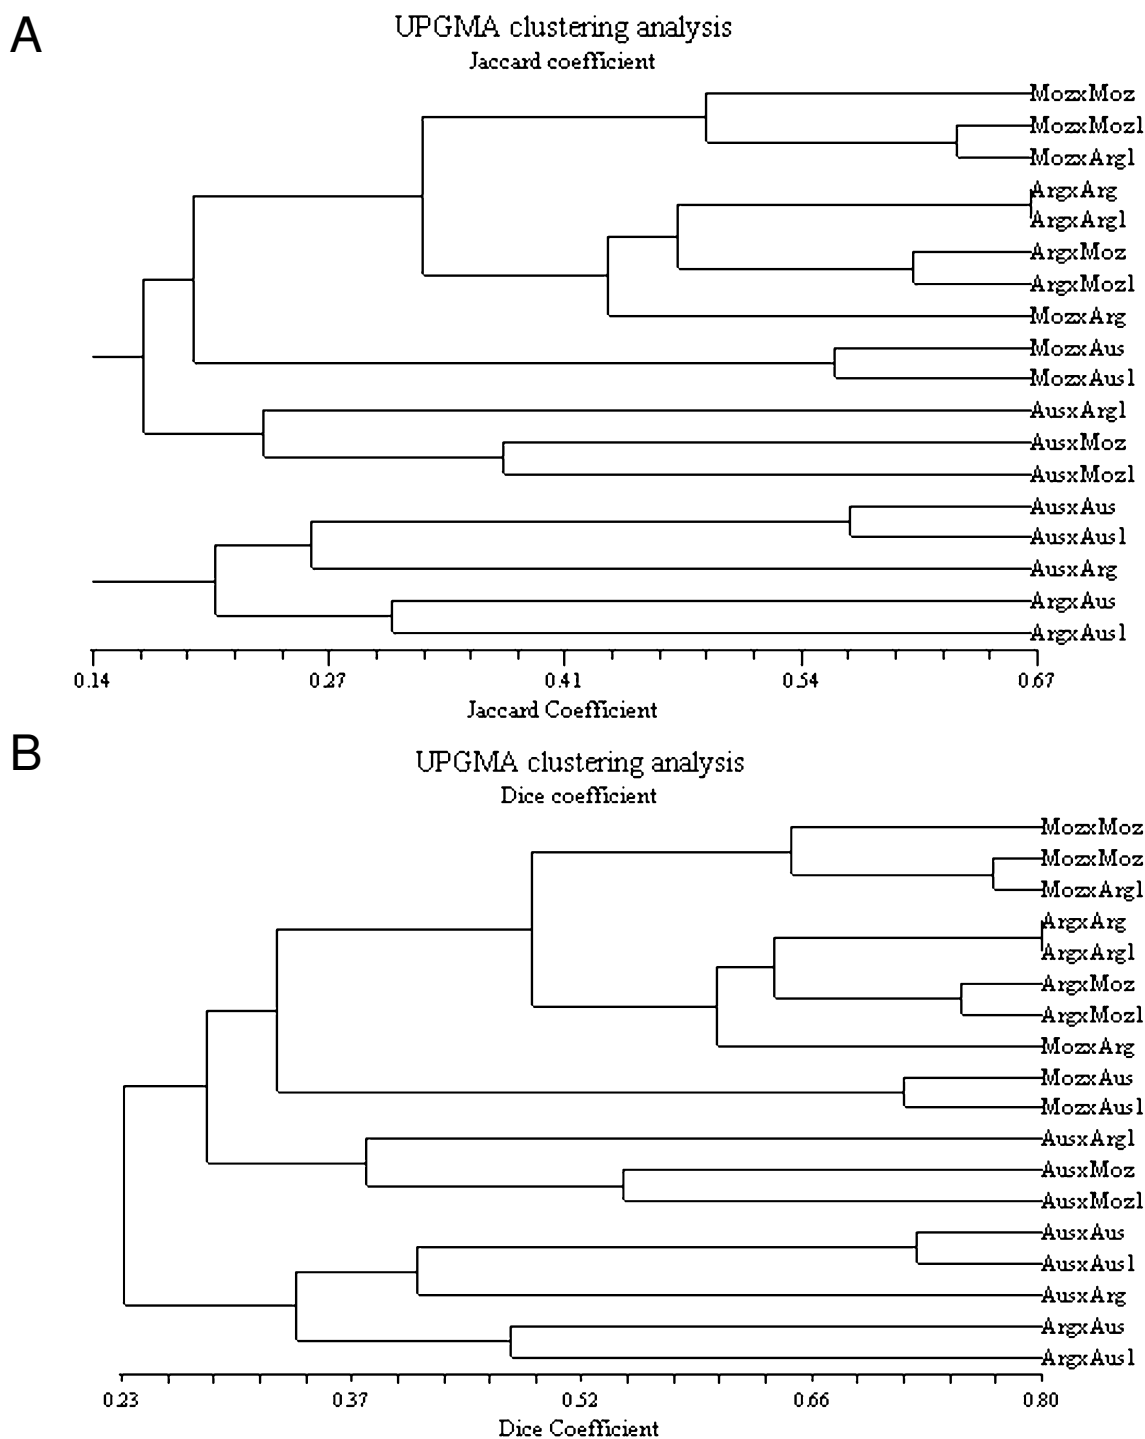 A
UPGMA clustering analysis
Jaccard coefficient
MozxMoz
MozxMoz1
MozxArg1
ArgxArg
ArgxArg1
ArgxMoz
ArgxMoz1
MozxArg
MozxAus
MozxAus1
AusxArg1
AusxMoz
AusxMoz1
AusxAus
AusxAus1
AusxArg
ArgxAus
ArgxAus1
0.14 0.27 0.41 0.54 0.67
Jaccard Coefficient
B
UPGMA clustering analysis
Dice coefficient
MozxMoz
MozxMoz
MozxArg1
ArgxArg
ArgxArg1
ArgxMoz
ArgxMoz1
MozxArg
MozxAus
MozxAus1
AusxArg1
AusxMoz
AusxMoz1
AusxAus
AusxAus1
AusxArg
ArgxAus
ArgxAus1
0.23 0.37 0.52 0.66 0.80
Dice Coefficient